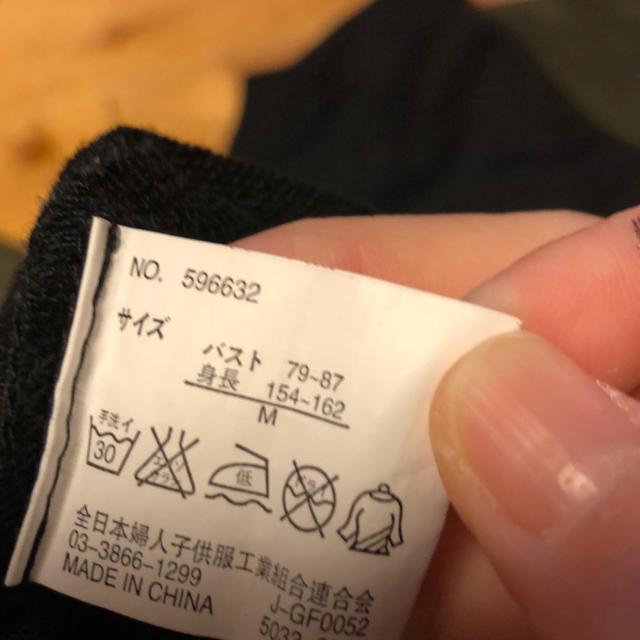 NO. 596632
サイズ
バスト 79-87
身長 154-162
M
手洗イ
30
低
全日本婦人子供服工業組合連合会
03-3866-1299
J-GF0052
MADE IN CHINA
5032